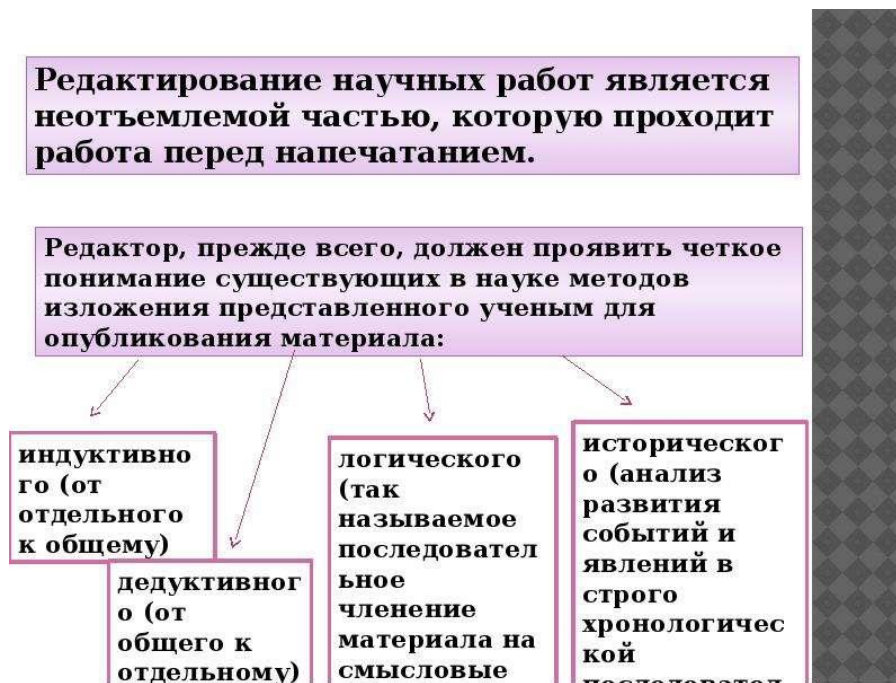 Редактирование научных работ является
неотъемлемой частью, которую проходит
работа перед напечатанием.
Редактор, прежде всего, должен проявить четкое
понимание существующих в науке методов
изложения представленного ученым для
опубликования материала:
индуктивно
го (от
отдельного
к общему)
дедуктивног
о (от
общего к
отдельному)
логического
(так
называемое
последовател
ьное
членение
материала на
смысловые
историческог
о (анализ
развития
событий и
явлений в
строго
хронологичес
кой
последовател